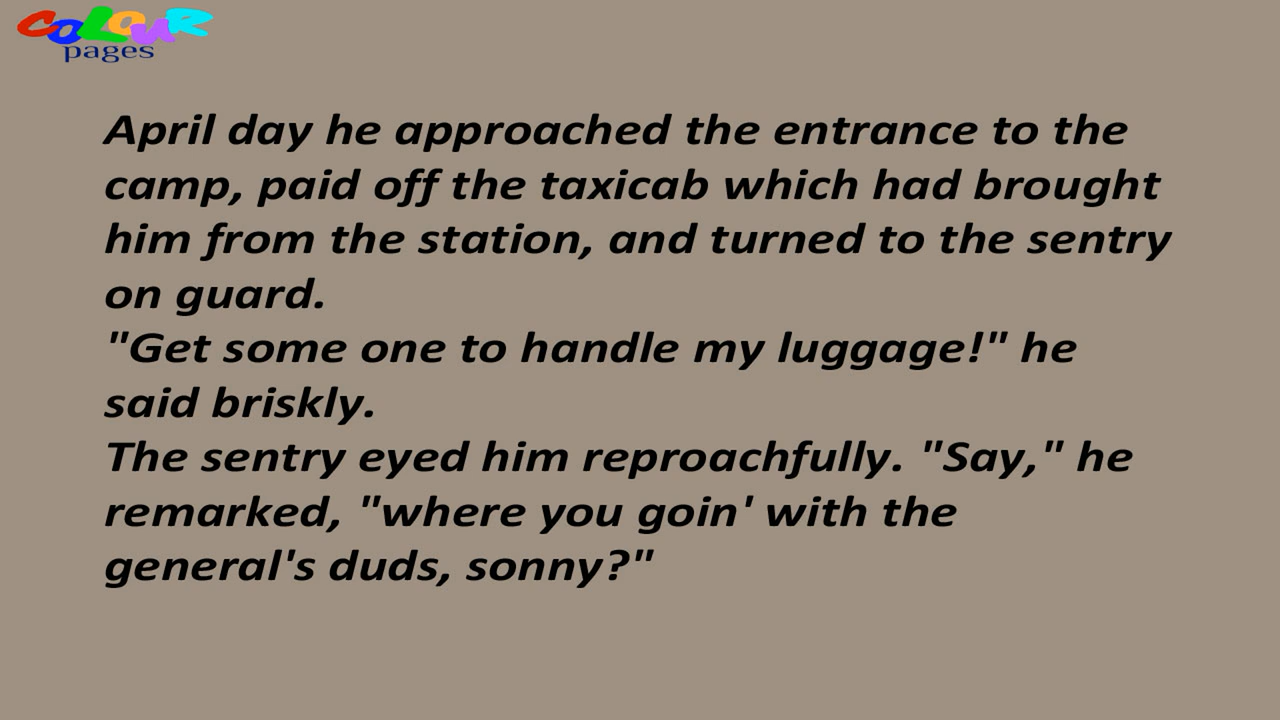 COLOUR
pages
April day he approached the entrance to the
camp, paid off the taxicab which had brought
him from the station, and turned to the sentry
on guard.
"Get some one to handle my luggage!" he
said briskly.
The sentry eyed him reproachfully. "Say," he
remarked, "where you goin' with the
general's duds, sonny?"